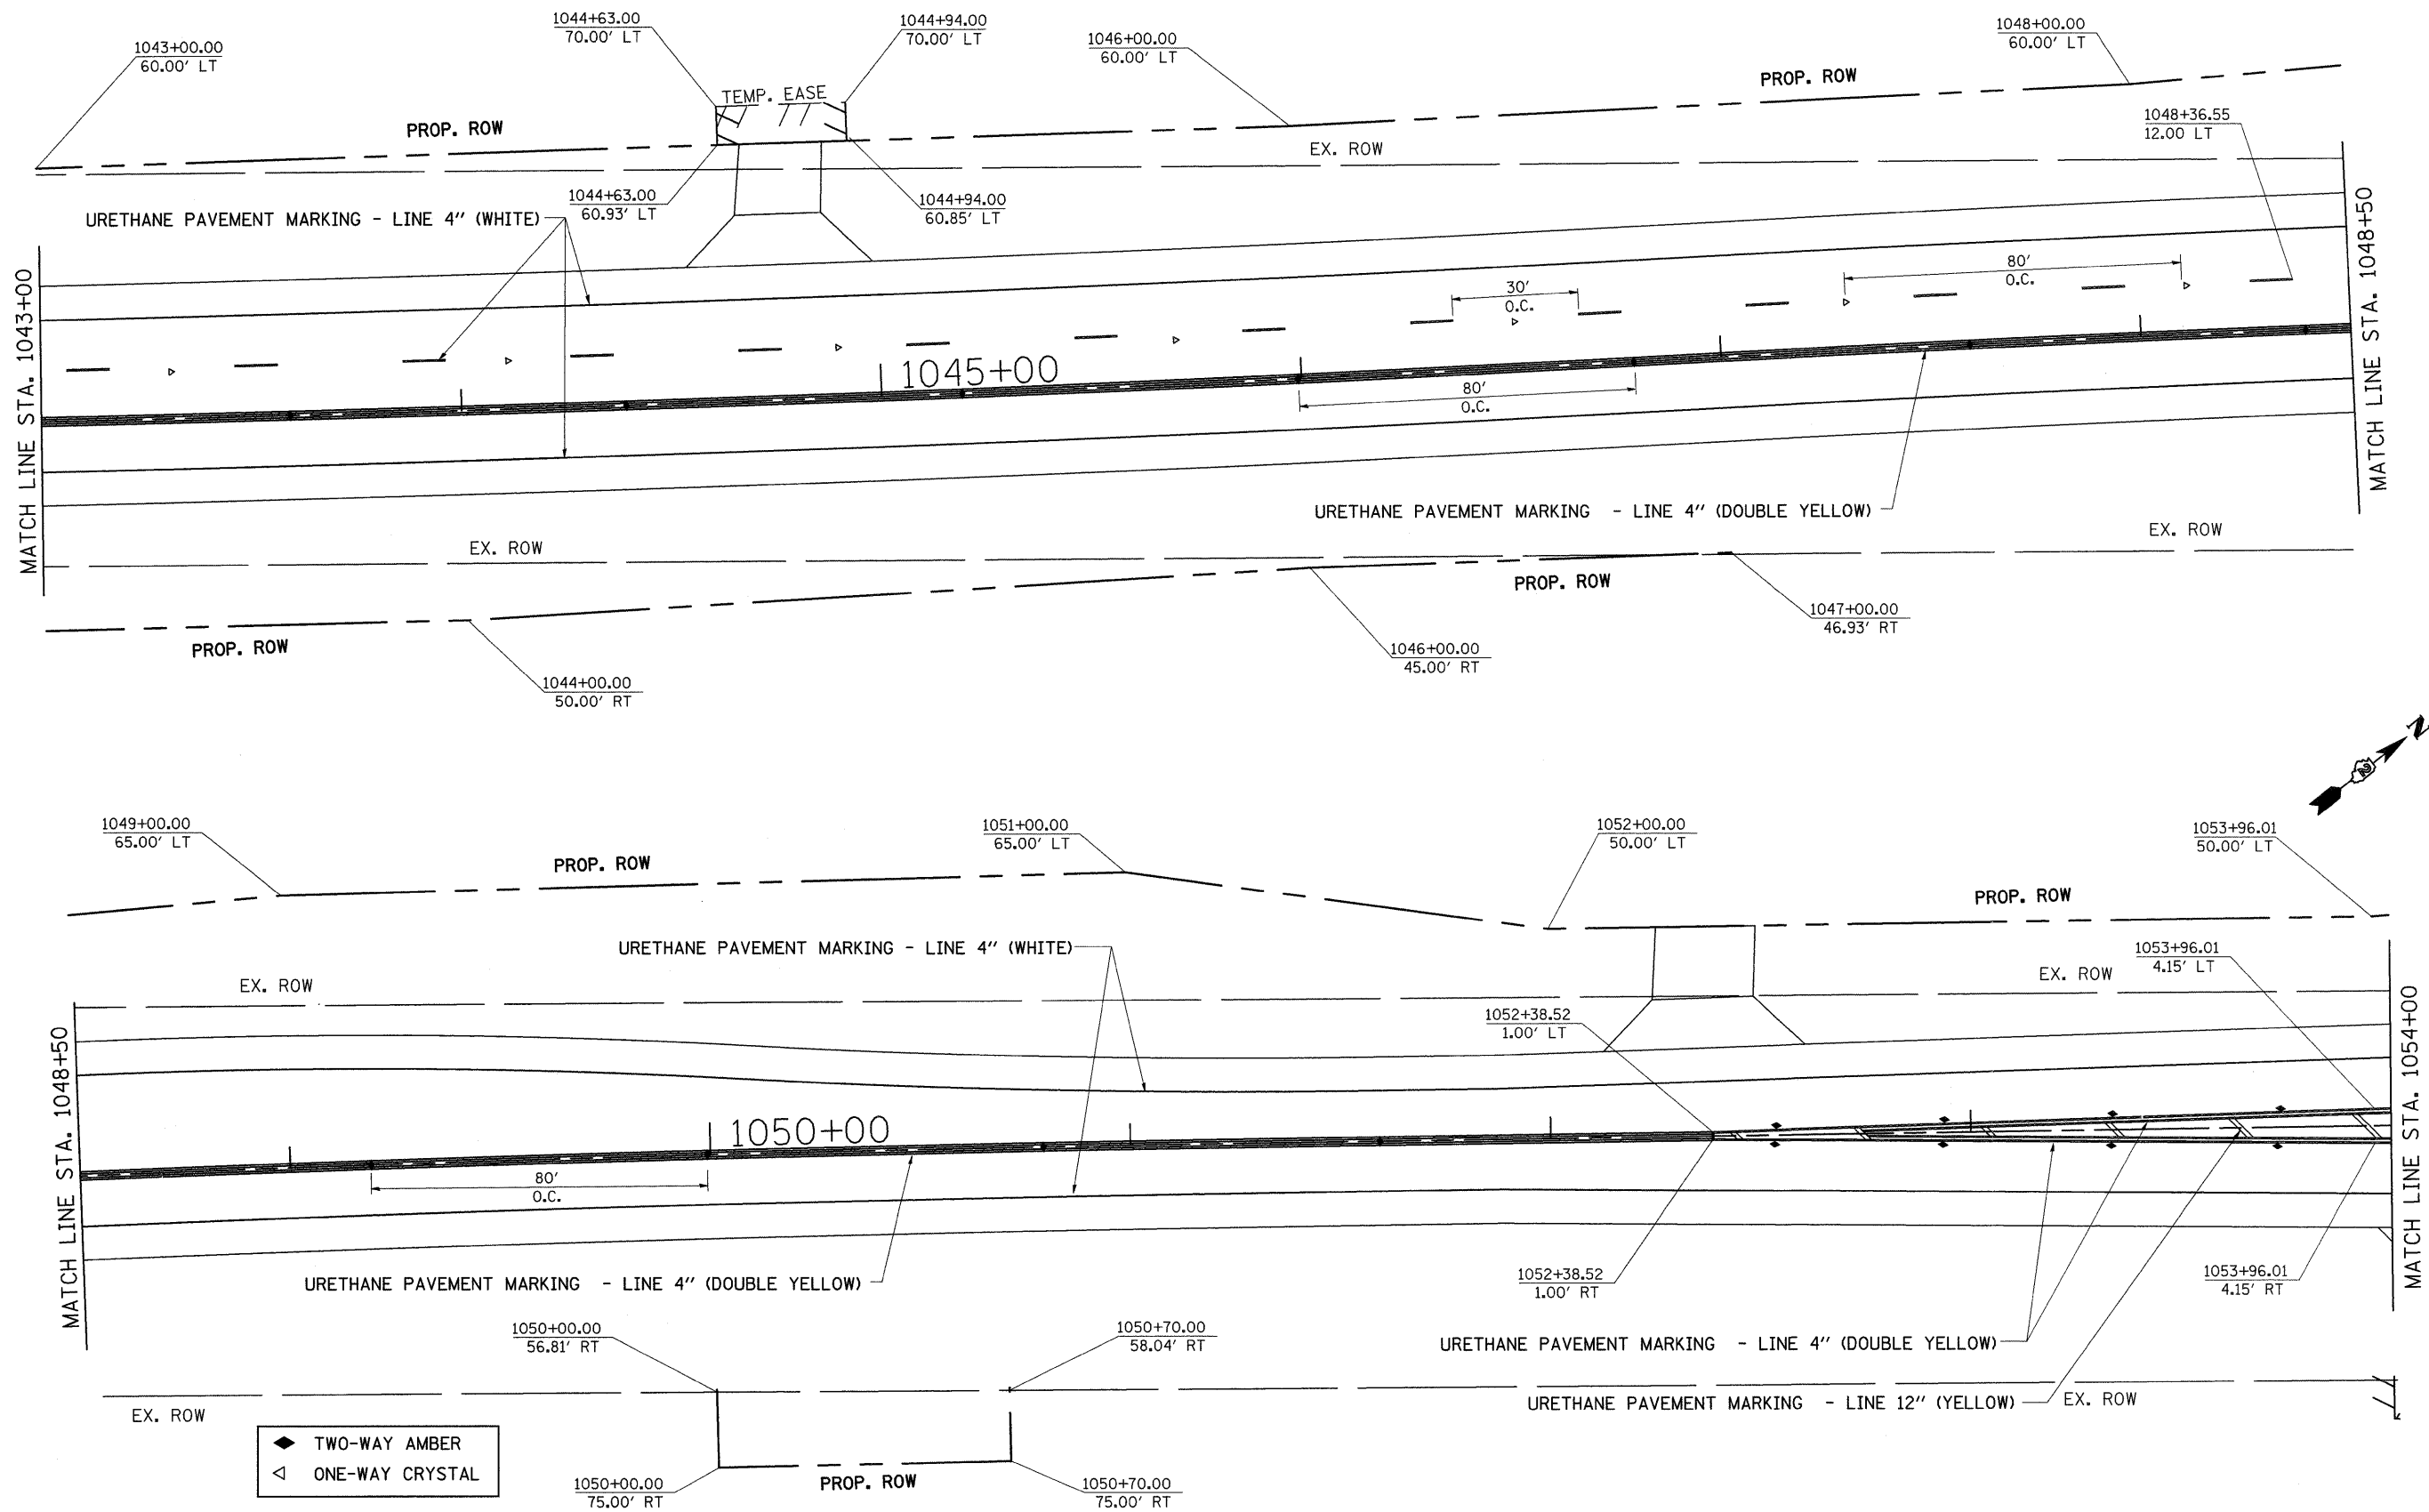 1043+00.00
60.00' LT
1044+63.00
70.00' LT
1044+94.00
70.00' LT
1046+00.00
60.00' LT
1048+00.00
60.00' LT
PROP. ROW
TEMP. EASE
PROP. ROW
1048+36.55
12.00 LT
EX. ROW
1044+63.00
60.93' LT
1044+94.00
60.85' LT
URETHANE PAVEMENT MARKING - LINE 4" (WHITE)
MATCH LINE STA. 1043+00
MATCH LINE STA. 1048+50
30'
O.C.
80'
O.C.
1045+00
80'
O.C.
URETHANE PAVEMENT MARKING - LINE 4" (DOUBLE YELLOW)
EX. ROW
EX. ROW
PROP. ROW
PROP. ROW
1044+00.00
50.00' RT
1046+00.00
45.00' RT
1047+00.00
46.93' RT
N
2
1049+00.00
65.00' LT
PROP. ROW
1051+00.00
65.00' LT
1052+00.00
50.00' LT
1053+96.01
50.00' LT
PROP. ROW
URETHANE PAVEMENT MARKING - LINE 4" (WHITE)
EX. ROW
EX. ROW
1053+96.01
4.15' LT
1052+38.52
1.00' LT
MATCH LINE STA. 1048+50
MATCH LINE STA. 1054+00
1050+00
80'
O.C.
URETHANE PAVEMENT MARKING - LINE 4" (DOUBLE YELLOW)
1052+38.52
1.00' RT
1053+96.01
4.15' RT
1050+00.00
56.81' RT
1050+70.00
58.04' RT
URETHANE PAVEMENT MARKING - LINE 4" (DOUBLE YELLOW)
URETHANE PAVEMENT MARKING - LINE 12" (YELLOW)
EX. ROW
EX. ROW
TWO-WAY AMBER
ONE-WAY CRYSTAL
1050+00.00
75.00' RT
PROP. ROW
1050+70.00
75.00' RT